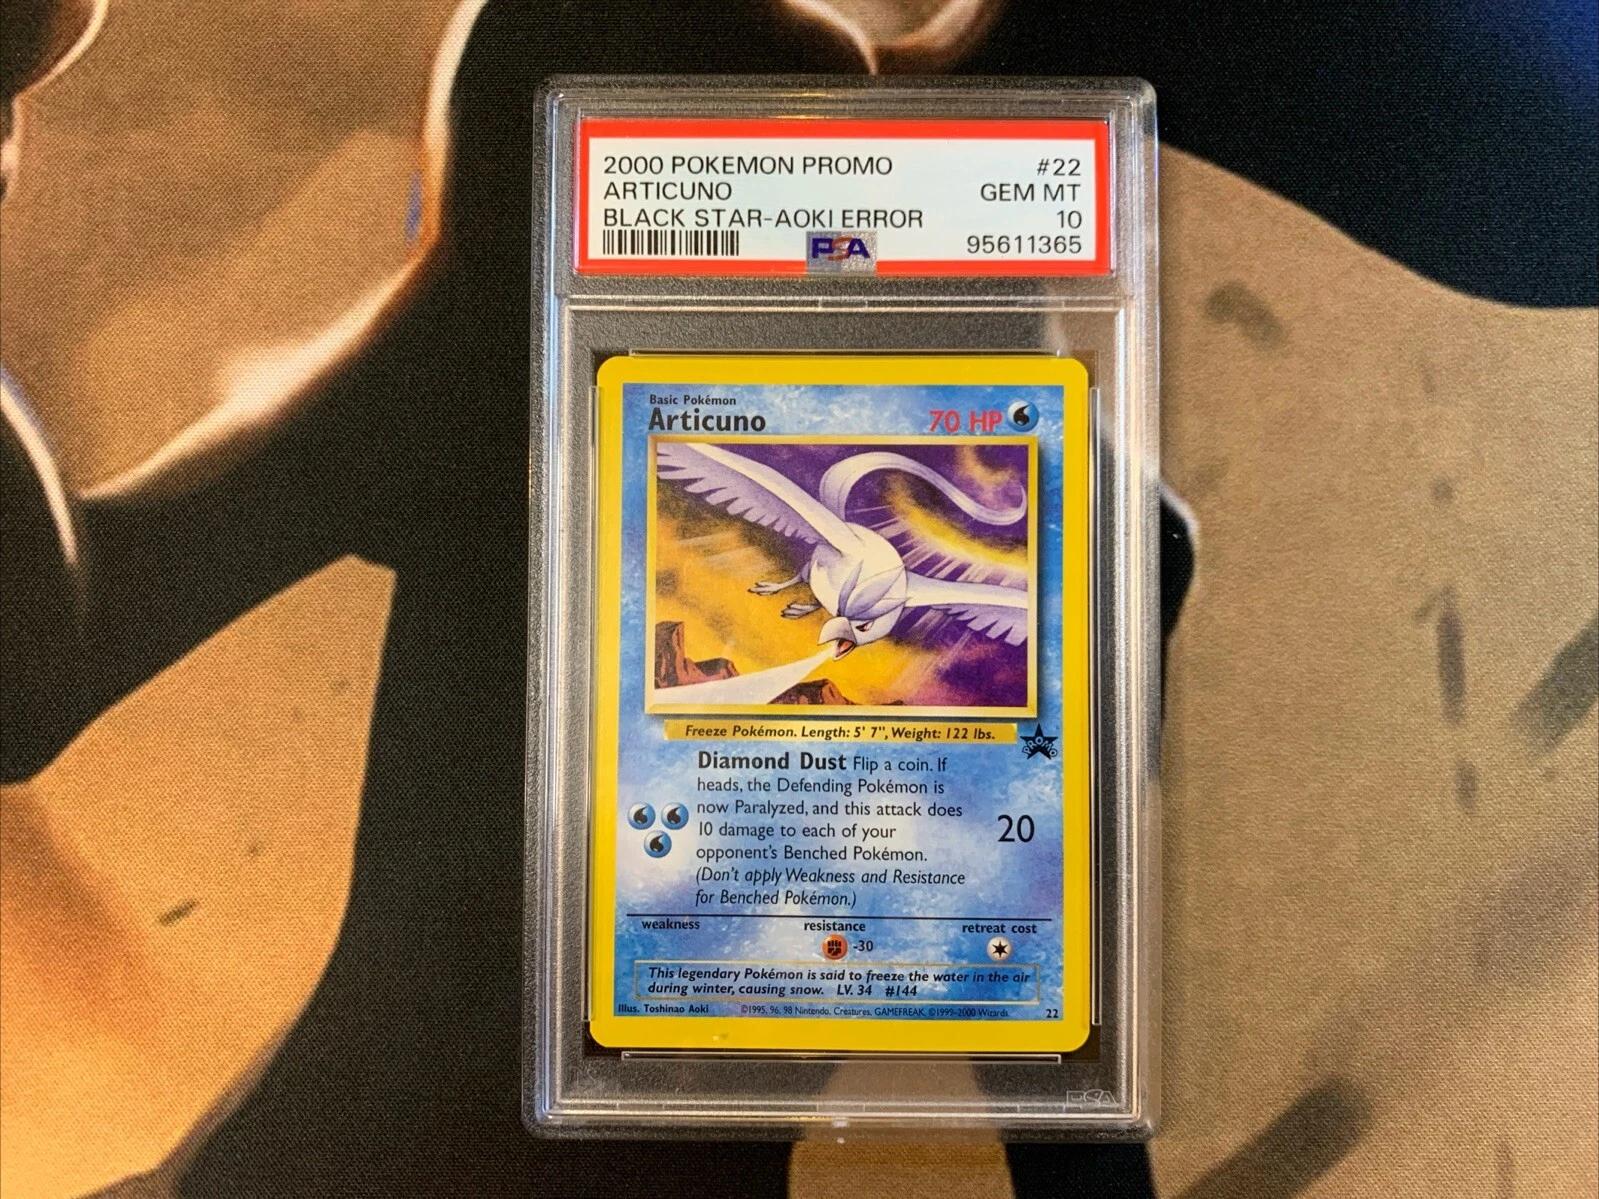 2000 POKEMON PROMO #22
ARTICUNO GEM MT
BLACK STAR-AOKI ERROR 10
PSA 95611365
Basic Pokémon
Articuno 70 HP
Freeze Pokémon. Length: 5' 7", Weight: 122 lbs.
PROMO
Diamond Dust Flip a coin. If
heads, the Defending Pokémon is
now Paralyzed, and this attack does
10 damage to each of your
opponent's Benched Pokémon.
(Don't apply Weakness and Resistance
for Benched Pokémon.)
20
weakness resistance retreat cost
-30
This legendary Pokémon is said to freeze the water in the air
during winter, causing snow. LV. 34 #144
Illus. Toshinao Aoki ©1995, 96, 98 Nintendo, Creatures, GAMEFREAK. ©1999-2000 Wizards. 22
PSA